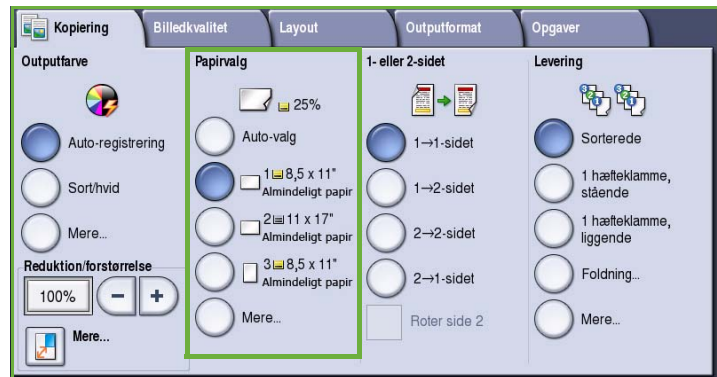 Kopiering
Billedkvalitet
Layout
Outputformat
Opgaver
Outputfarve
Auto-registrering
Sort/hvid
Mere...
Reduktion/forstørrelse
100%
Mere...
Papirvalg
25%
Auto-valg
1 8,5 x 11"
Almindeligt papir
2 11 x 17"
Almindeligt papir
3 8,5 x 11"
Almindeligt papir
Mere...
1- eller 2-sidet
1→1-sidet
1→2-sidet
2→2-sidet
2→1-sidet
Roter side 2
Levering
Sorterede
1 hæfteklamme,
stående
1 hæfteklamme,
liggende
Foldning...
Mere...